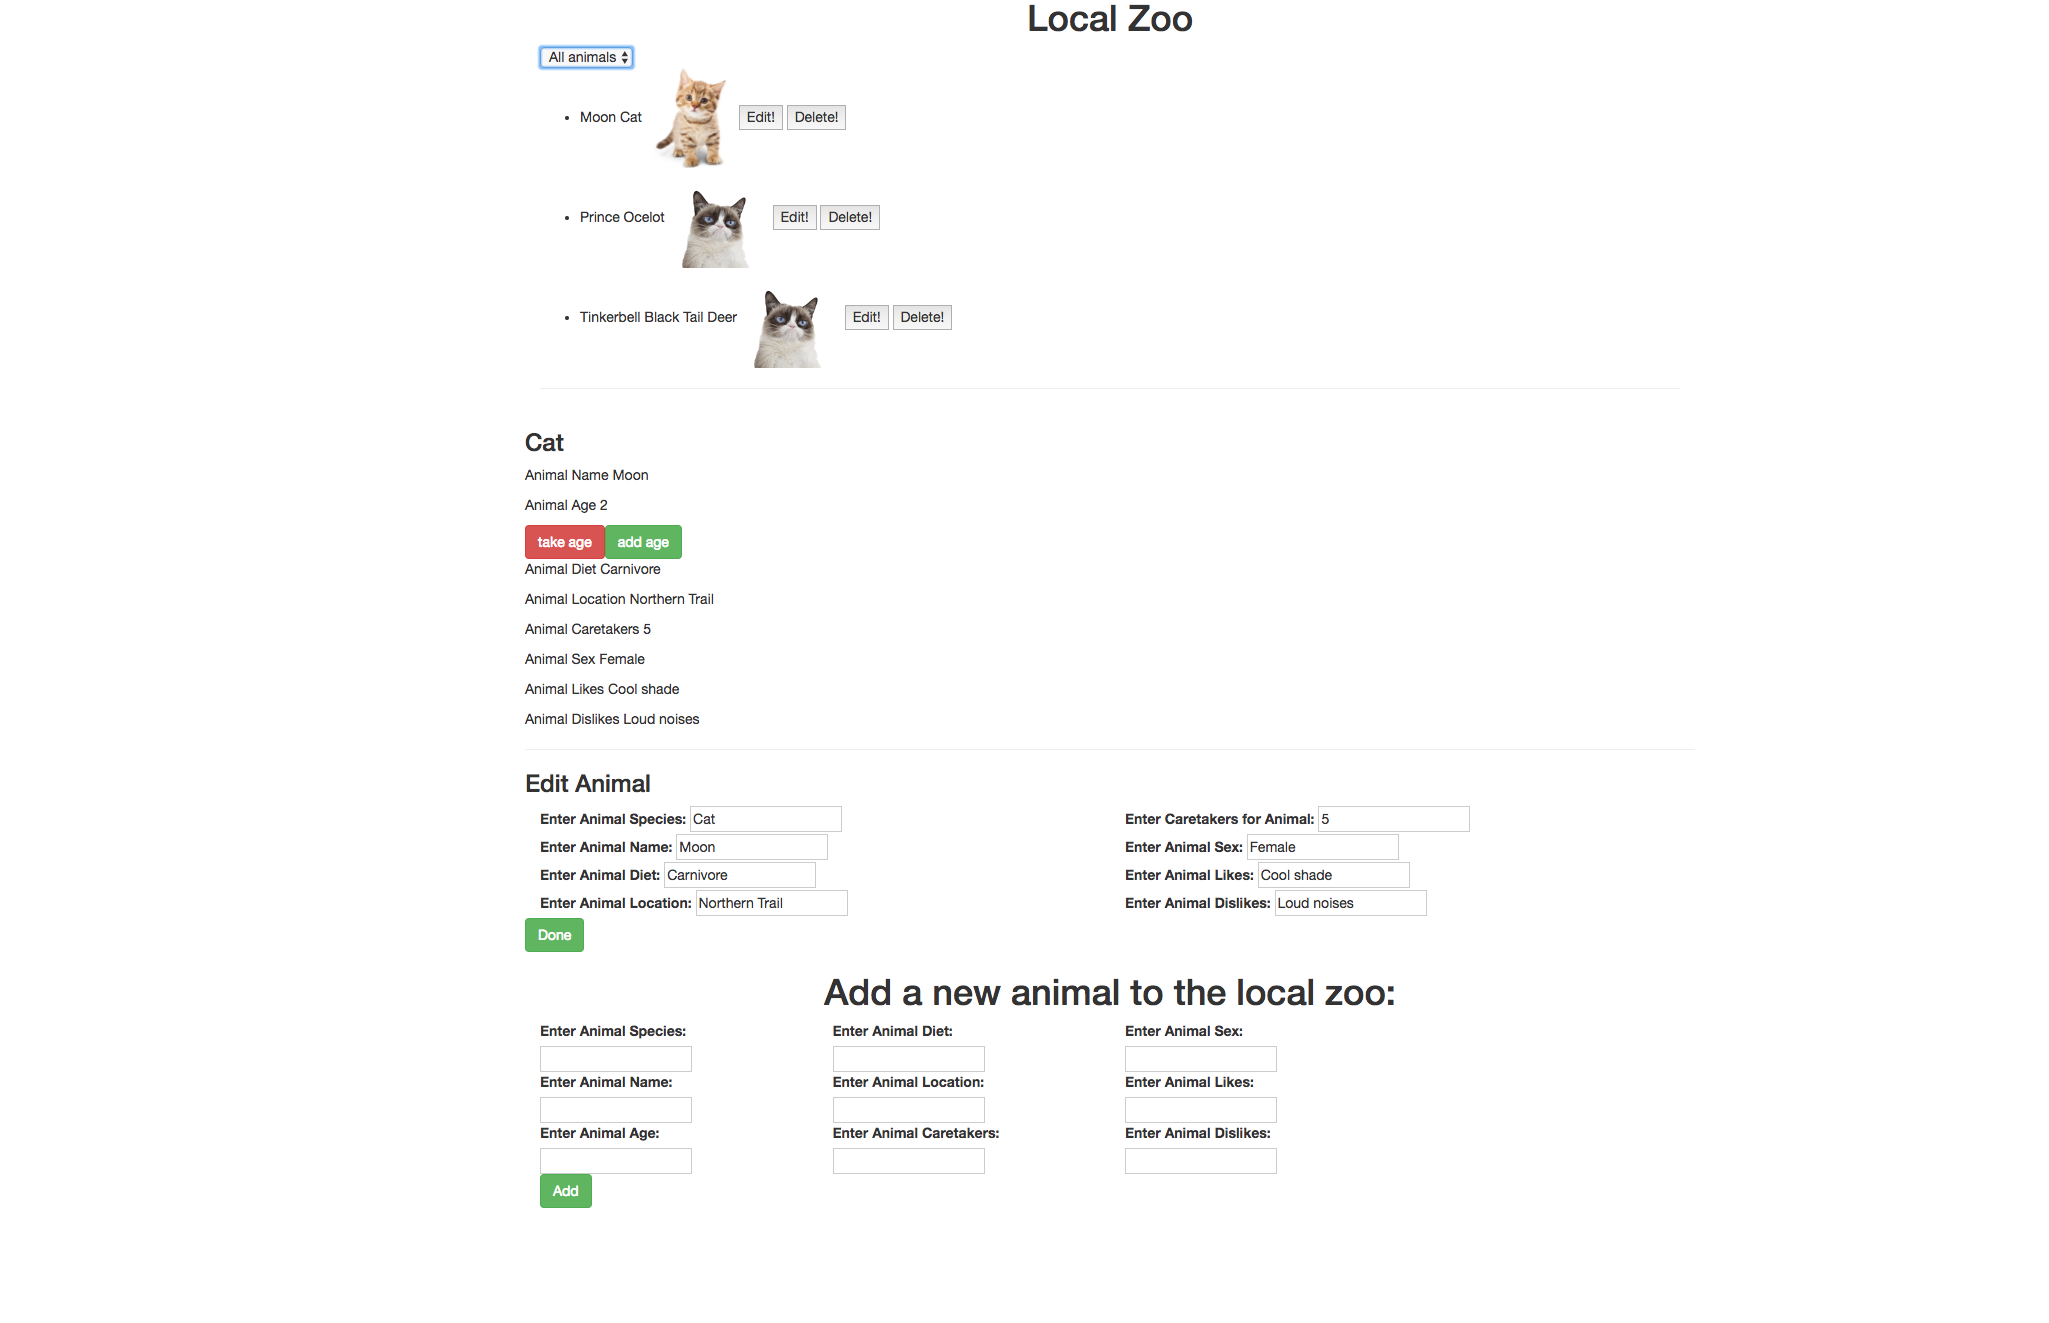 Local Zoo
All animals
Moon Cat Edit! Delete!
Prince Ocelot Edit! Delete!
Tinkerbell Black Tail Deer Edit! Delete!
Cat
Animal Name Moon
Animal Age 2
take age add age
Animal Diet Carnivore
Animal Location Northern Trail
Animal Caretakers 5
Animal Sex Female
Animal Likes Cool shade
Animal Dislikes Loud noises
Edit Animal
Enter Animal Species: Cat Enter Caretakers for Animal: 5
Enter Animal Name: Moon Enter Animal Sex: Female
Enter Animal Diet: Carnivore Enter Animal Likes: Cool shade
Enter Animal Location: Northern Trail Enter Animal Dislikes: Loud noises
Done
Add a new animal to the local zoo:
Enter Animal Species: Enter Animal Diet: Enter Animal Sex:
Enter Animal Name: Enter Animal Location: Enter Animal Likes:
Enter Animal Age: Enter Animal Caretakers: Enter Animal Dislikes:
Add